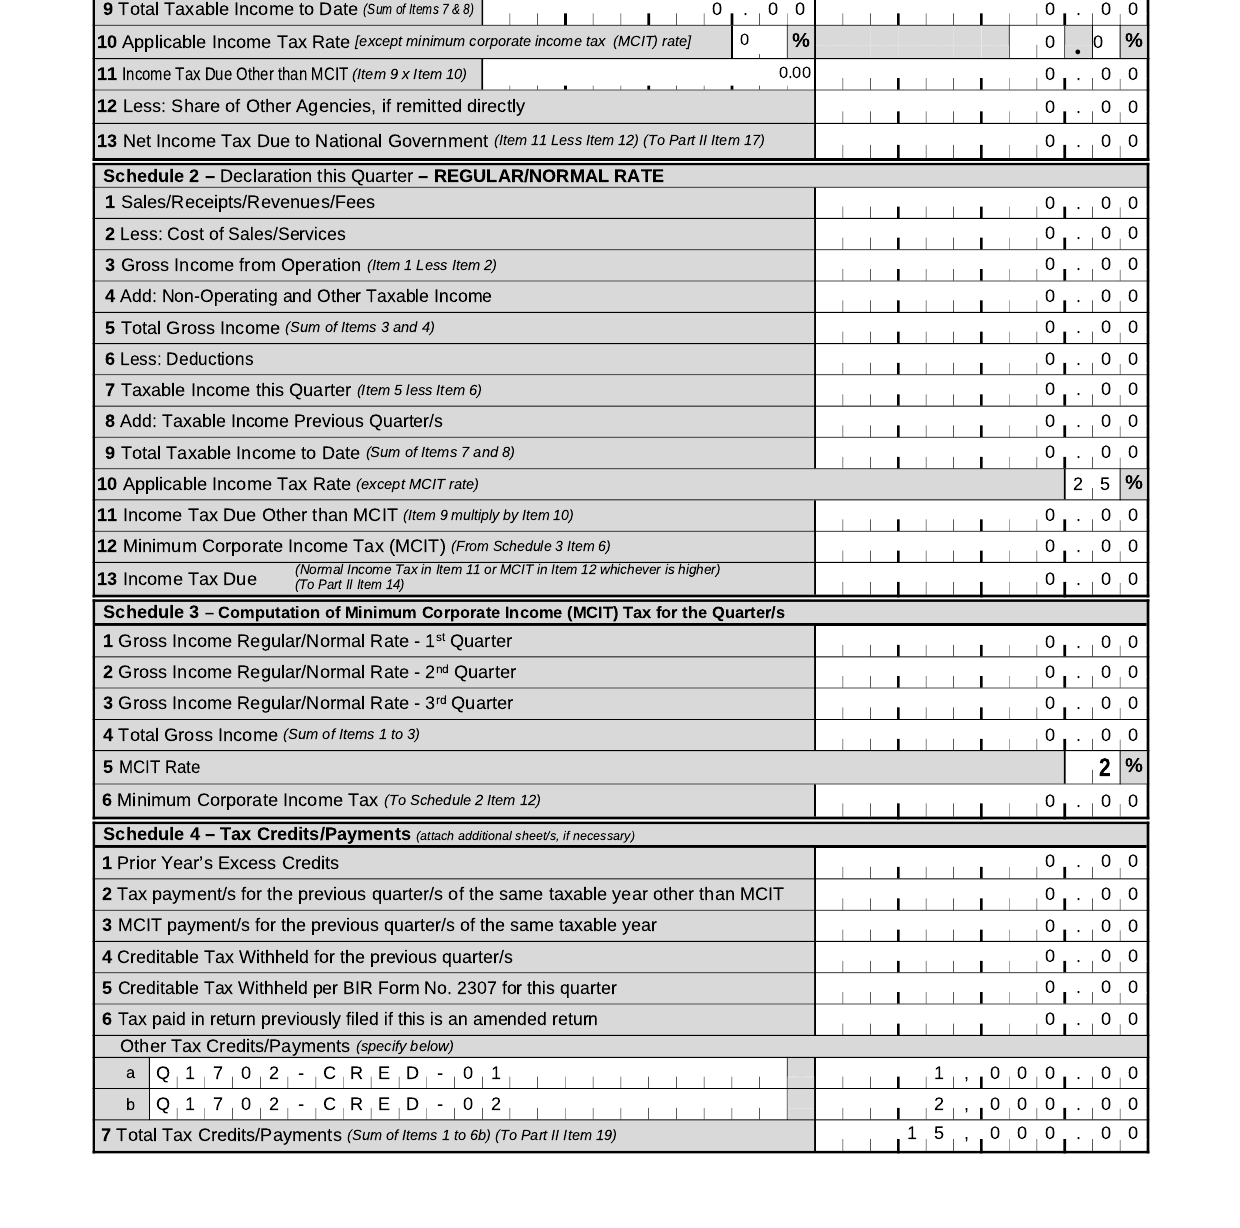 9 Total Taxable Income to Date (Sum of Items 7 & 8) 0.00 0.00
10 Applicable Income Tax Rate [except minimum corporate income tax (MCIT) rate] 0 % 0.0 %
11 Income Tax Due Other than MCIT (Item 9 x Item 10) 0.00 0.00
12 Less: Share of Other Agencies, if remitted directly 0.00
13 Net Income Tax Due to National Government (Item 11 Less Item 12) (To Part II Item 17) 0.00
Schedule 2 – Declaration this Quarter – REGULAR/NORMAL RATE
1 Sales/Receipts/Revenues/Fees 0.00
2 Less: Cost of Sales/Services 0.00
3 Gross Income from Operation (Item 1 Less Item 2) 0.00
4 Add: Non-Operating and Other Taxable Income 0.00
5 Total Gross Income (Sum of Items 3 and 4) 0.00
6 Less: Deductions 0.00
7 Taxable Income this Quarter (Item 5 less Item 6) 0.00
8 Add: Taxable Income Previous Quarter/s 0.00
9 Total Taxable Income to Date (Sum of Items 7 and 8) 0.00
10 Applicable Income Tax Rate (except MCIT rate) 25 %
11 Income Tax Due Other than MCIT (Item 9 multiply by Item 10) 0.00
12 Minimum Corporate Income Tax (MCIT) (From Schedule 3 Item 6) 0.00
13 Income Tax Due (Normal Income Tax in Item 11 or MCIT in Item 12 whichever is higher) 0.00
(To Part II Item 14)
Schedule 3 – Computation of Minimum Corporate Income (MCIT) Tax for the Quarter/s
1 Gross Income Regular/Normal Rate - 1st Quarter 0.00
2 Gross Income Regular/Normal Rate - 2nd Quarter 0.00
3 Gross Income Regular/Normal Rate - 3rd Quarter 0.00
4 Total Gross Income (Sum of Items 1 to 3) 0.00
5 MCIT Rate 2 %
6 Minimum Corporate Income Tax (To Schedule 2 Item 12) 0.00
Schedule 4 – Tax Credits/Payments (attach additional sheet/s, if necessary)
1 Prior Year’s Excess Credits 0.00
2 Tax payment/s for the previous quarter/s of the same taxable year other than MCIT 0.00
3 MCIT payment/s for the previous quarter/s of the same taxable year 0.00
4 Creditable Tax Withheld for the previous quarter/s 0.00
5 Creditable Tax Withheld per BIR Form No. 2307 for this quarter 0.00
6 Tax paid in return previously filed if this is an amended return 0.00
Other Tax Credits/Payments (specify below)
a Q1702-CRED-01 1,000.00
b Q1702-CRED-02 2,000.00
7 Total Tax Credits/Payments (Sum of Items 1 to 6b) (To Part II Item 19) 15,000.00